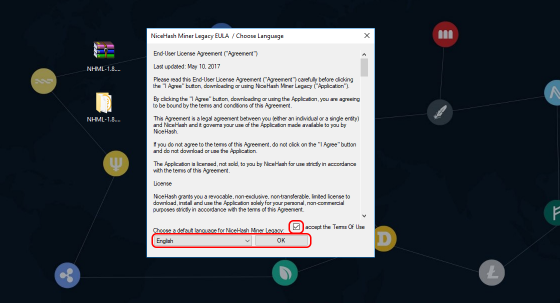 NiceHash Miner Legacy EULA / Choose Language
End-User License Agreement ("Agreement")
Last updated: May 10, 2017
Please read this End-User License Agreement ("Agreement") carefully before clicking
the "I Agree" button, downloading or using NiceHash Miner Legacy ("Application").
By clicking the "I Agree" button, downloading or using the Application, you are agreeing
to be bound by the terms and conditions of this Agreement.
This Agreement is a legal agreement between you (either an individual or a single entity)
and NiceHash and it governs your use of the Application made available to you by
NiceHash.
If you do not agree to the terms of this Agreement, do not click on the "I Agree" button
and do not download or use the Application.
The Application is licensed, not sold, to you by NiceHash for use strictly in accordance
with the terms of this Agreement.
License
NiceHash grants you a revocable, non-exclusive, non-transferable, limited license to
download, install and use the Application solely for your personal, non-commercial
purposes strictly in accordance with the terms of this Agreement.
Choose a default language for NiceHash Miner Legacy:
accept the Terms Of Use
English
OK
NHML-1.8....
NHML-1.8....